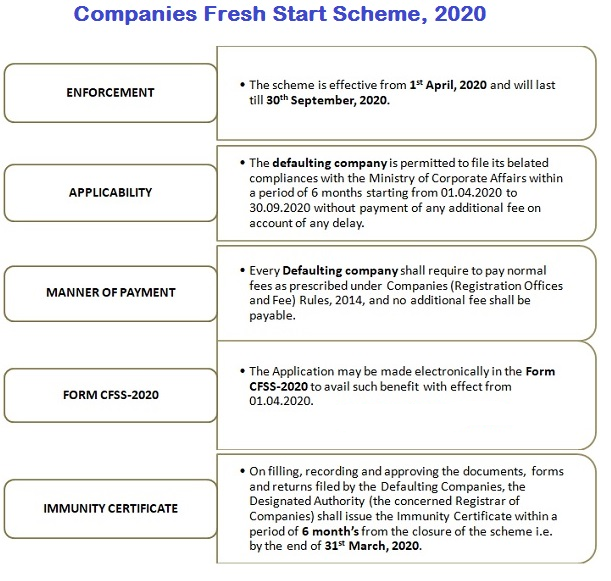 Companies Fresh Start Scheme, 2020
ENFORCEMENT
• The scheme is effective from 1st April, 2020 and will last
till 30th September, 2020.
APPLICABILITY
• The defaulting company is permitted to file its belated
compliances with the Ministry of Corporate Affairs within
a period of 6 months starting from 01.04.2020 to
30.09.2020 without payment of any additional fee on
account of any delay.
MANNER OF PAYMENT
• Every Defaulting company shall require to pay normal
fees as prescribed under Companies (Registration Offices
and Fee) Rules, 2014, and no additional fee shall be
payable.
FORM CFSS-2020
• The Application may be made electronically in the Form
CFSS-2020 to avail such benefit with effect from
01.04.2020.
IMMUNITY CERTIFICATE
• On filling, recording and approving the documents, forms
and returns filed by the Defaulting Companies, the
Designated Authority (the concerned Registrar of
Companies) shall issue the Immunity Certificate within a
period of 6 month's from the closure of the scheme i.e.
by the end of 31st March, 2020.